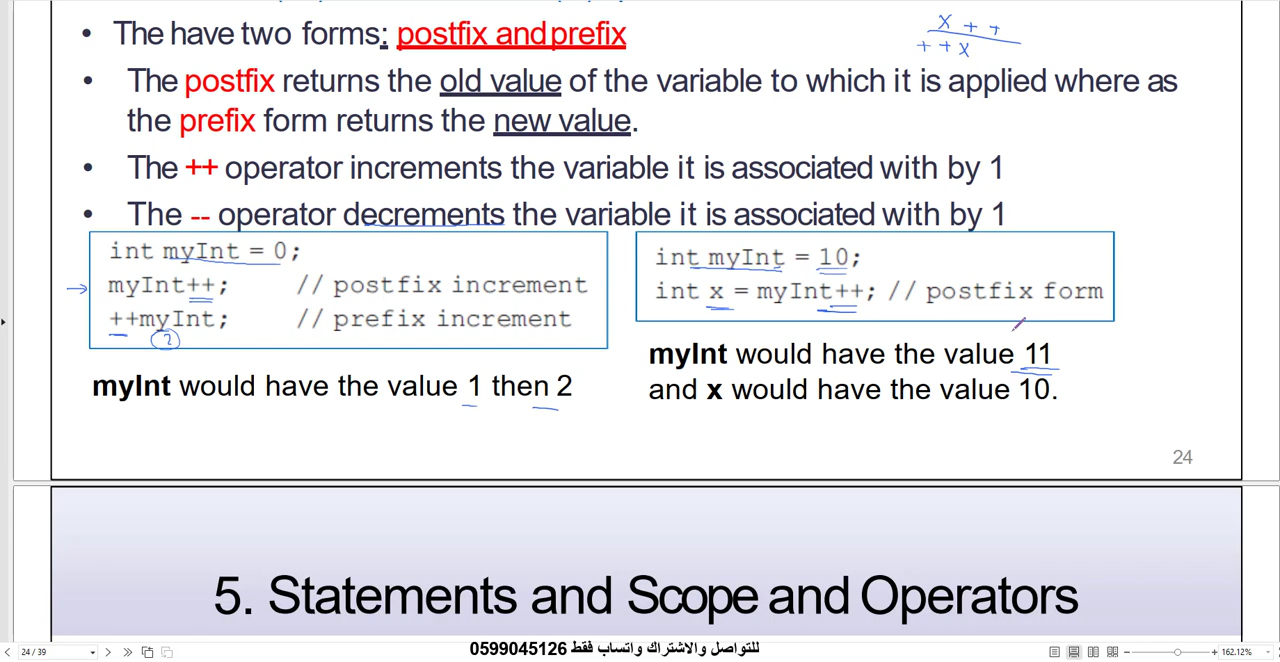 • The have two forms: postfix and prefix
x + +
+ + x
• The postfix returns the old value of the variable to which it is applied where as
the prefix form returns the new value.
• The ++ operator increments the variable it is associated with by 1
• The -- operator decrements the variable it is associated with by 1
int myInt = 0;
myInt++; // postfix increment
++myInt; // prefix increment
2
myInt would have the value 1 then 2
int myInt = 10;
int x = myInt++; // postfix form
myInt would have the value 11
and x would have the value 10.
24
5. Statements and Scope and Operators
للتواصل والاشتراك واتساب فقط 0599045126
24 / 39
162.12%